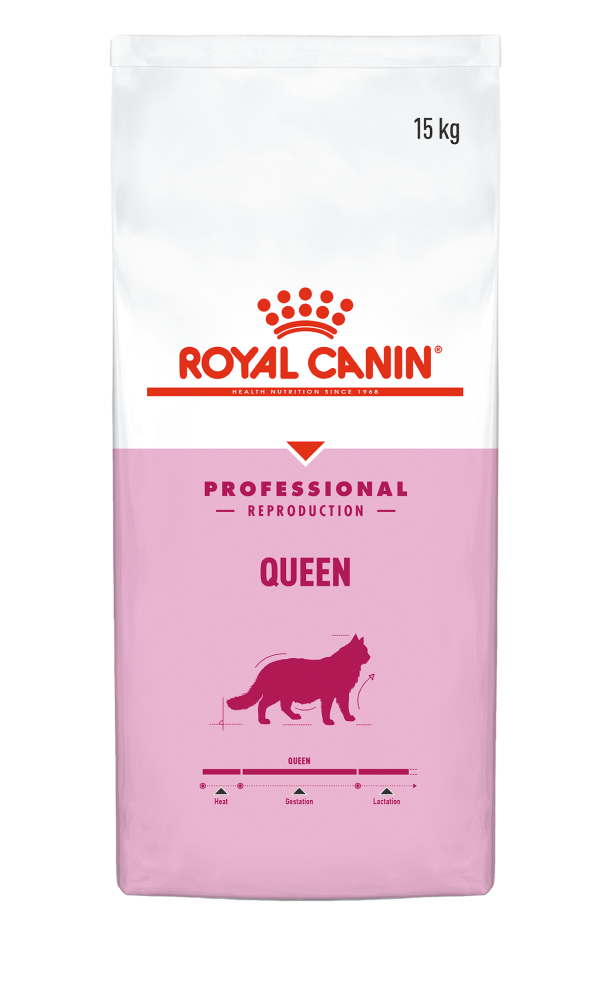 15 kg
ROYAL CANIN®
HEALTH NUTRITION SINCE 1968
PROFESSIONAL
REPRODUCTION
QUEEN
QUEEN
Heat Gestation Lactation